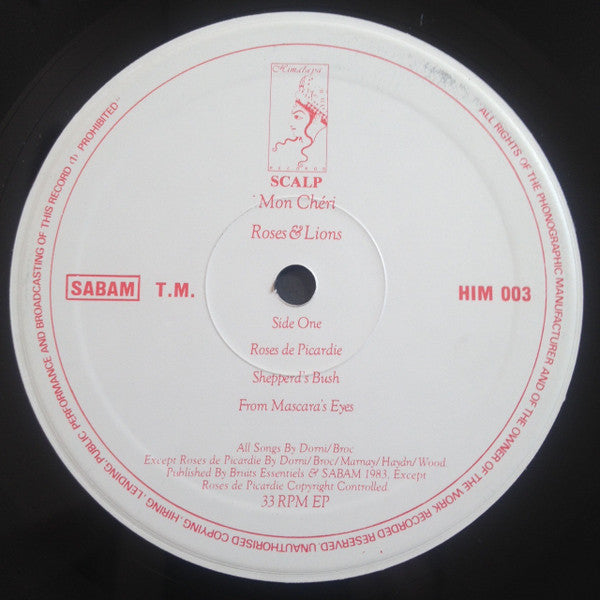 Himalaya
RECORDS
SCALP
Mon Chéri
Roses & Lions
SABAM T.M.
HIM 003
Side One
Roses de Picardie
Shepperd's Bush
From Mascara's Eyes
All Songs By Dorni/Broc
Except Roses de Picardie By Dorni/Broc/Murnay/Haydn/Wood.
Published By Bruits Essentiels & SABAM 1983, Except
Roses de Picardie Copyright Controlled
33 RPM EP
ALL RIGHTS OF THE PHONOGRAPHIC MANUFACTURER AND OF THE OWNER OF THE WORK RECORDED RESERVED. UNAUTHORISED COPYING, HIRING, LENDING PUBLIC PERFORMANCE AND BROADCASTING OF THIS RECORD (1) PROHIBITED